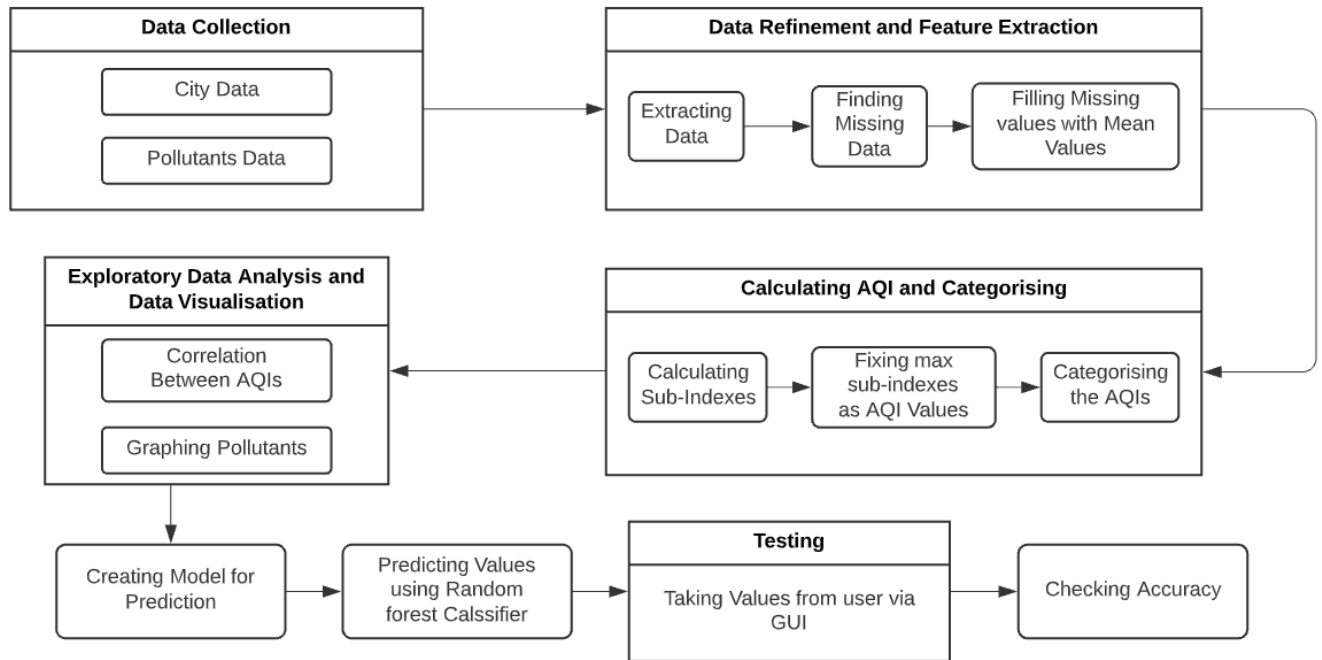 Data Collection
City Data
Pollutants Data
Data Refinement and Feature Extraction
Extracting
Data
Finding
Missing
Data
Filling Missing
values with Mean
Values
Calculating AQI and Categorising
Calculating
Sub-Indexes
Fixing max
sub-indexes
as AQI Values
Categorising
the AQIs
Exploratory Data Analysis and
Data Visualisation
Correlation
Between AQIs
Graphing Pollutants
Creating Model for
Prediction
Predicting Values
using Random
forest Calssifier
Testing
Taking Values from user via
GUI
Checking Accuracy